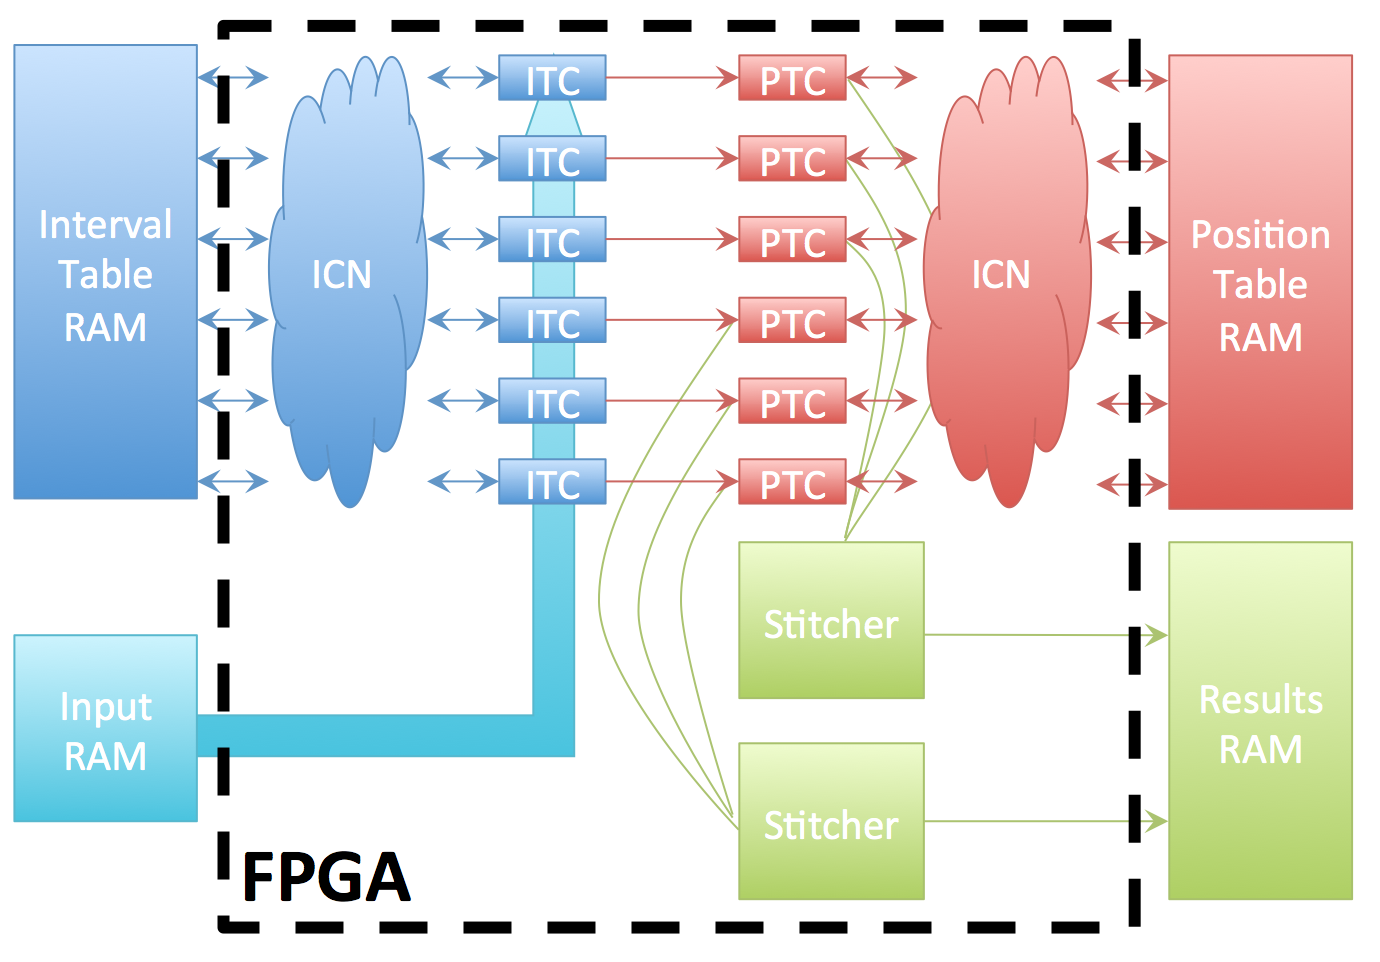 Interval
Table
RAM
ICN
ITC
ITC
ITC
ITC
ITC
ITC
PTC
PTC
PTC
PTC
PTC
PTC
ICN
Position
Table
RAM
Input
RAM
Stitcher
Stitcher
Results
RAM
FPGA